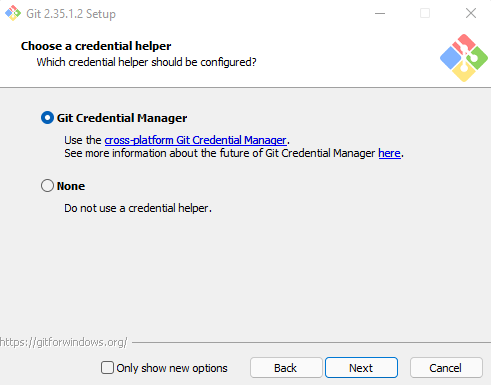 Git 2.35.1.2 Setup
Choose a credential helper
Which credential helper should be configured?
Git Credential Manager
Use the cross-platform Git Credential Manager.
See more information about the future of Git Credential Manager here.
None
Do not use a credential helper.
https://gitforwindows.org/
Only show new options
Back
Next
Cancel